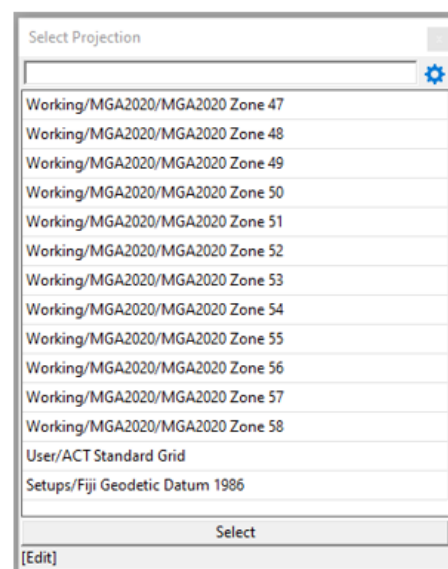 Select Projection
Working/MGA2020/MGA2020 Zone 47
Working/MGA2020/MGA2020 Zone 48
Working/MGA2020/MGA2020 Zone 49
Working/MGA2020/MGA2020 Zone 50
Working/MGA2020/MGA2020 Zone 51
Working/MGA2020/MGA2020 Zone 52
Working/MGA2020/MGA2020 Zone 53
Working/MGA2020/MGA2020 Zone 54
Working/MGA2020/MGA2020 Zone 55
Working/MGA2020/MGA2020 Zone 56
Working/MGA2020/MGA2020 Zone 57
Working/MGA2020/MGA2020 Zone 58
User/ACT Standard Grid
Setups/Fiji Geodetic Datum 1986
Select
[Edit]